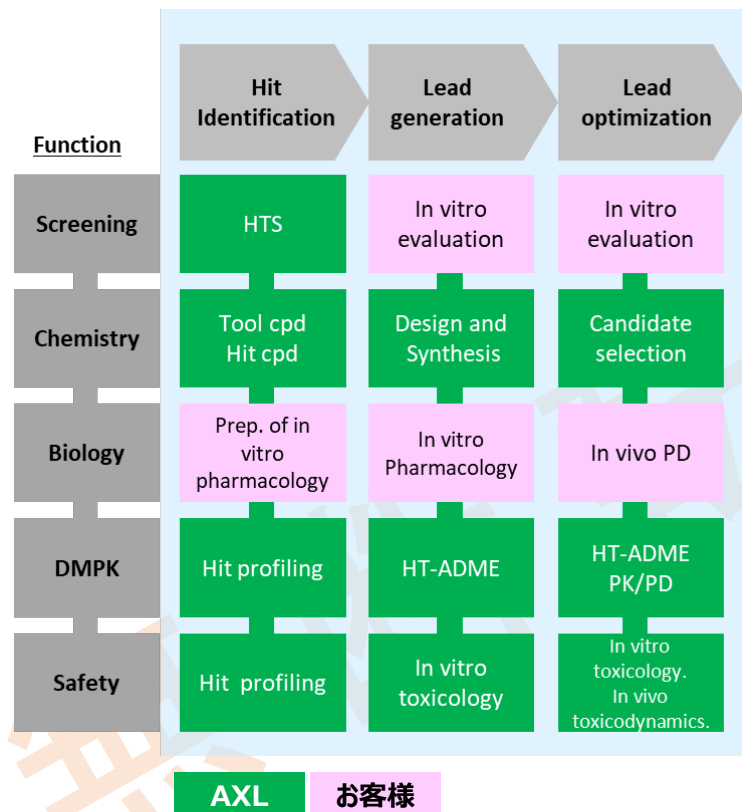 Hit
Identification
Lead
generation
Lead
optimization
Function
Screening
HTS
In vitro
evaluation
In vitro
evaluation
Chemistry
Tool cpd
Hit cpd
Design and
Synthesis
Candidate
selection
Biology
Prep. of in
vitro
pharmacology
In vitro
Pharmacology
In vivo PD
DMPK
Hit profiling
HT-ADME
HT-ADME
PK/PD
Safety
Hit profiling
In vitro
toxicology
In vitro
toxicology.
In vivo
toxicodynamics.
AXL
お客様